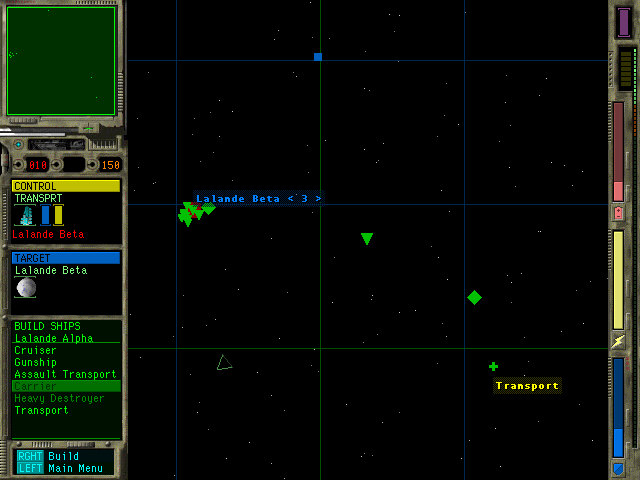 010 150
CONTROL
TRANSPRT
Lalande Beta
TARGET
Lalande Beta
BUILD SHIPS
Lalande Alpha
Cruiser
Gunship
Assault Transport
Carrier
Heavy Destroyer
Transport
RGHT Build
LEFT Main Menu
Lalande Beta < 3 >
Transport